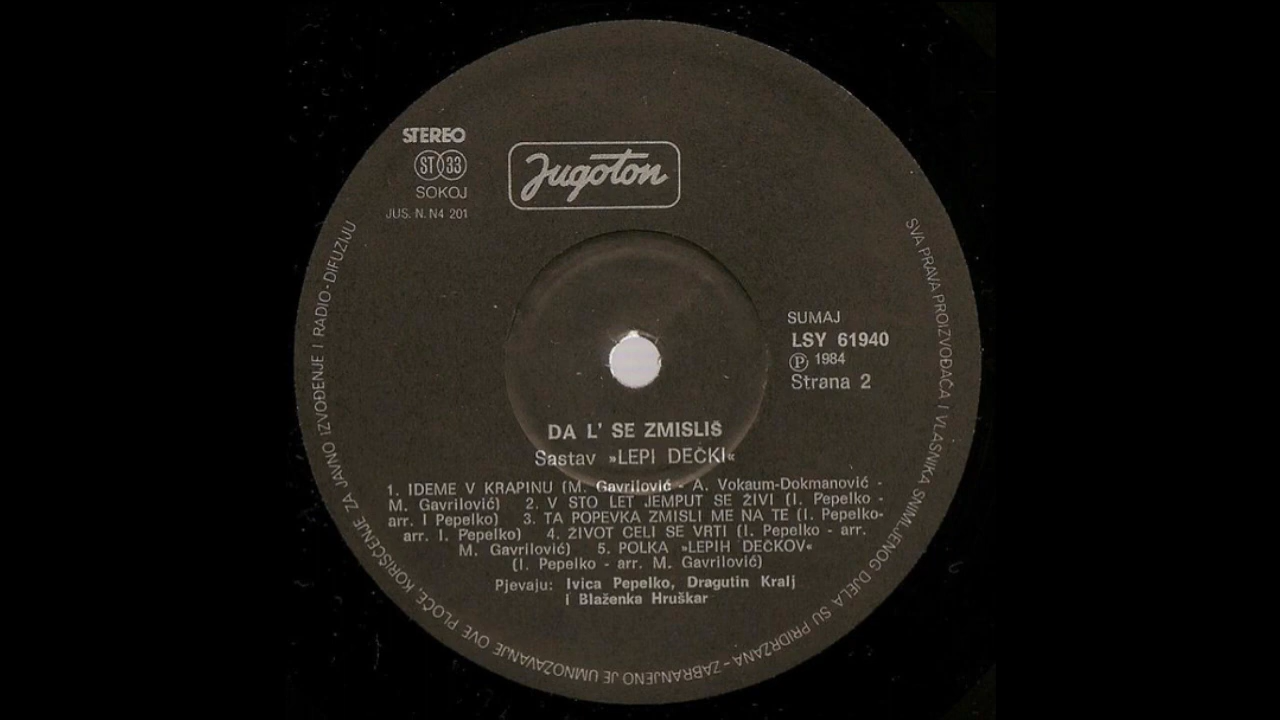 STEREO
ST 33
SOKOJ
JUS. N. N4 201
Jugoton
SUMAJ
LSY 61940
Ⓟ 1984
Strana 2
DA L' SE ZMISLIŠ
Sastav »LEPI DEČKI«
1. IDEME V KRAPINU (M. Gavrilović - A. Vokaum-Dokmanović -
M. Gavrilović) 2. V STO LET JEMPUT SE ŽIVI (I. Pepelko -
arr. I Pepelko) 3. TA POPEVKA ZMISLI ME NA TE (I. Pepelko-
arr. I. Pepelko) 4. ŽIVOT CELI SE VRTI (I. Pepelko - arr.
M. Gavrilović) 5. POLKA »LEPIH DEČKOV«
(I. Pepelko - arr. M. Gavrilović)
Pjevaju: Ivica Pepelko, Dragutin Kralj
i Blaženka Hruškar
SVA PRAVA PROIZVOĐAČA I VLASNIKA SNIMLJENOG DJELA SU PRIDRŽANA - ZABRANJENO JE UMNOŽAVANJE OVE PLOČE, KORIŠĆENJE ZA JAVNO IZVOĐENJE I RADIO-DIFUZIJU